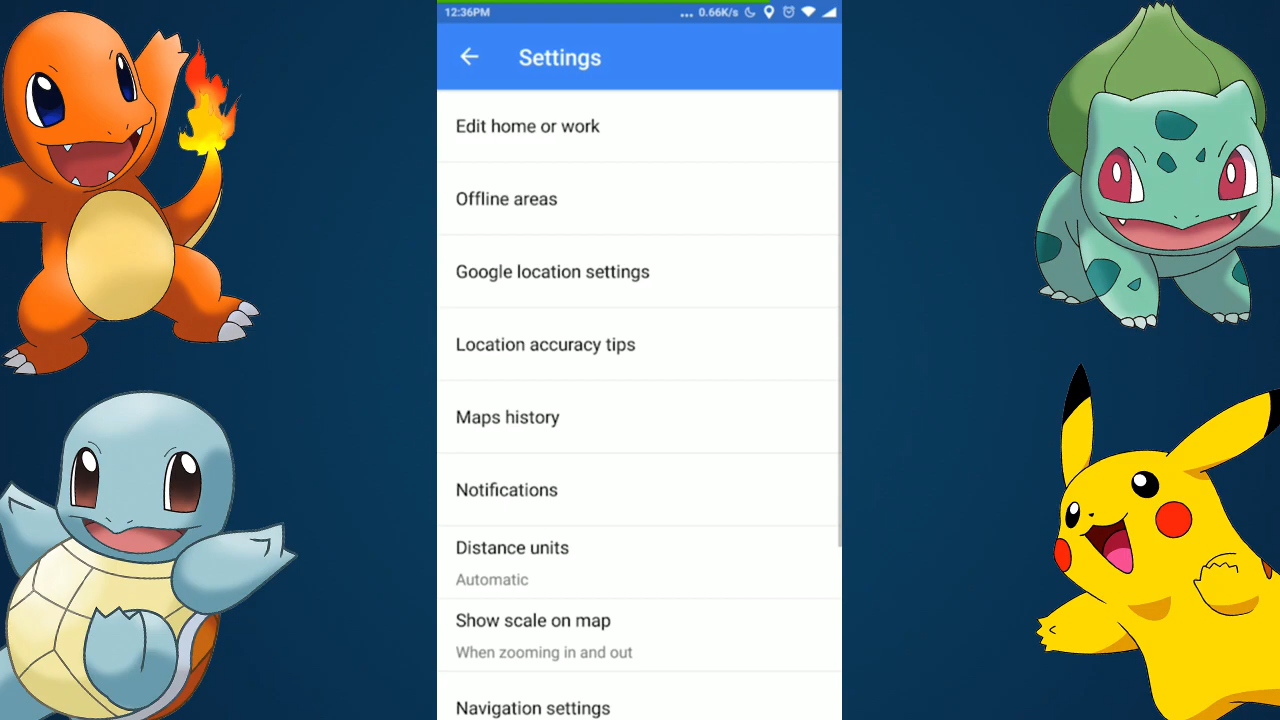 12:36PM ... 0.66K/s
Settings
Edit home or work
Offline areas
Google location settings
Location accuracy tips
Maps history
Notifications
Distance units
Automatic
Show scale on map
When zooming in and out
Navigation settings